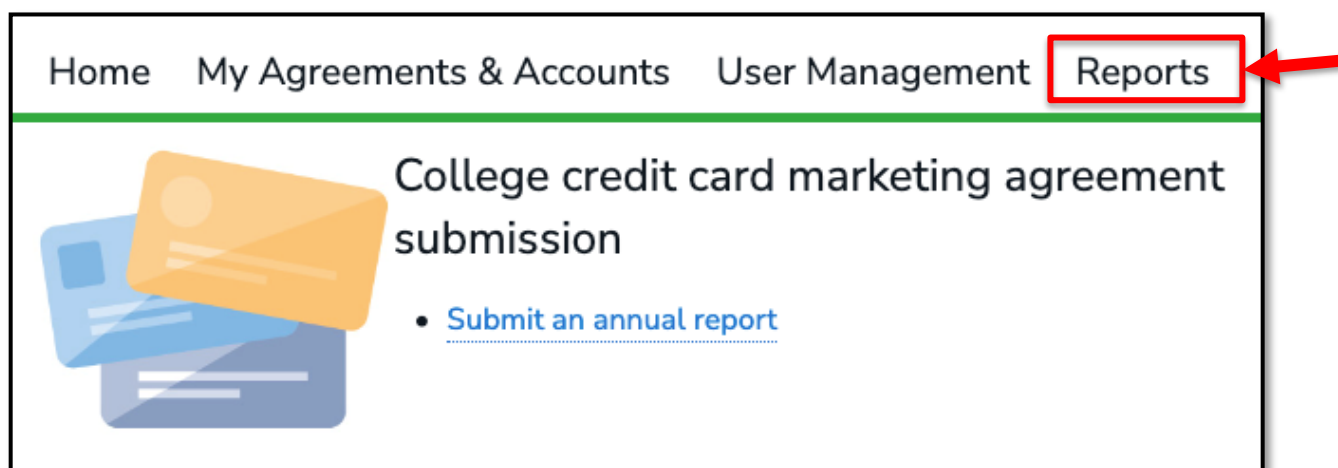 Home My Agreements & Accounts User Management Reports
College credit card marketing agreement
submission
• Submit an annual report